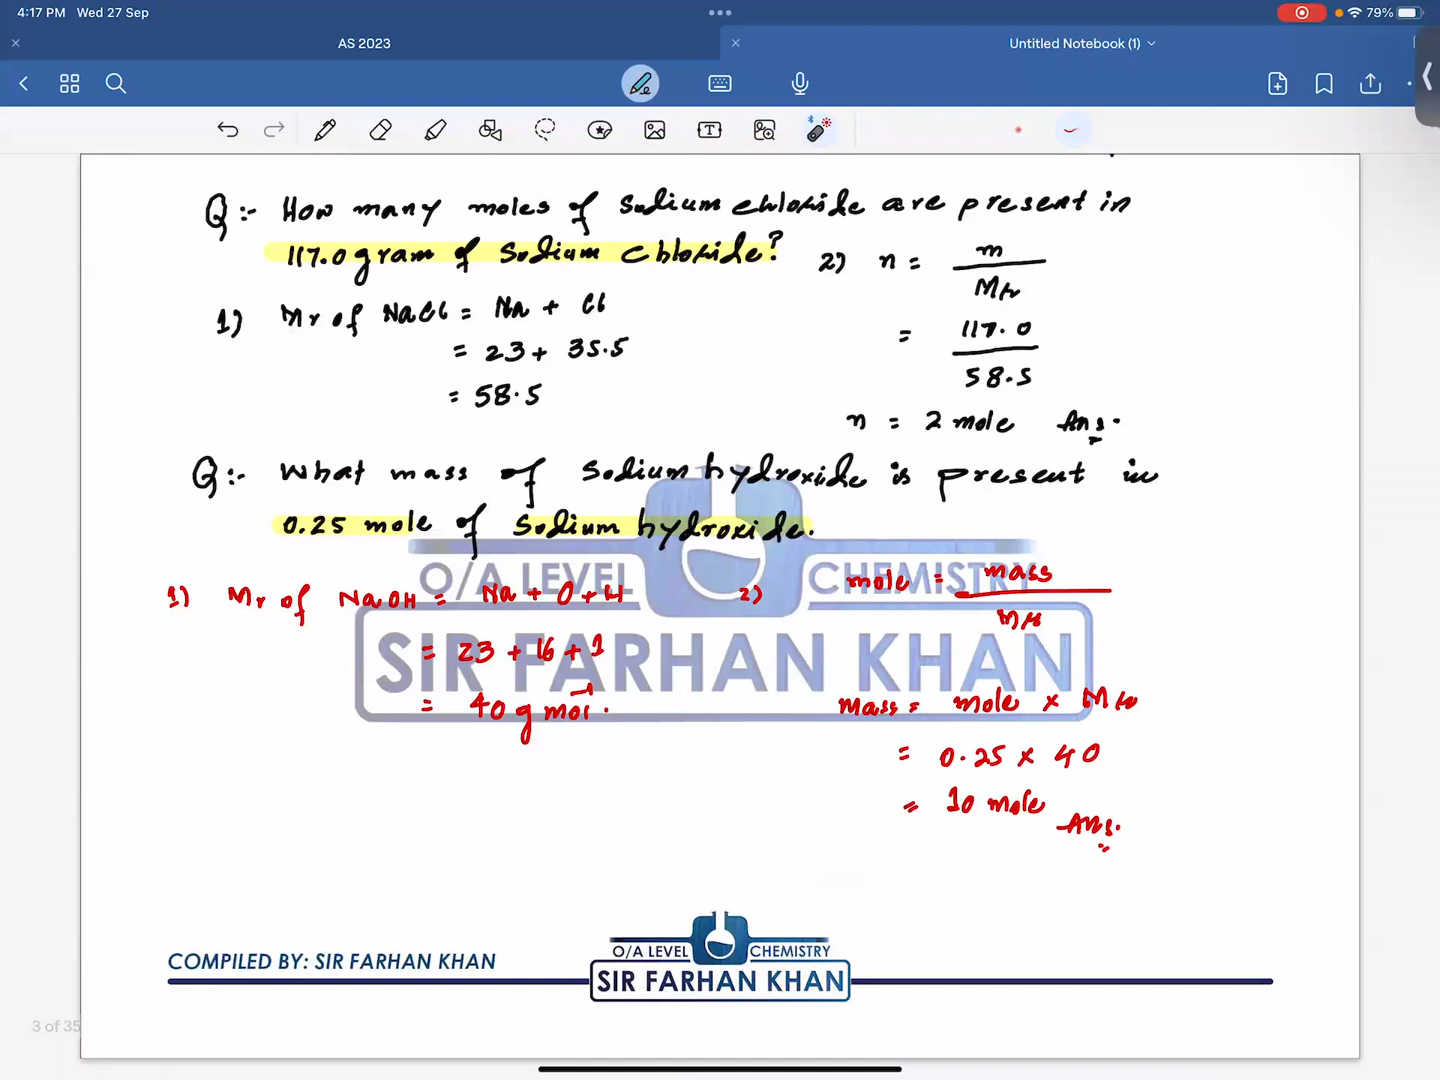 4:17 PM Wed 27 Sep
79%
AS 2023
Untitled Notebook (1)
Q:- How many moles of Sodium chloride are present in
117.0 gram of Sodium chloride?
1) Mr of NaCl = Na + Cl
= 23 + 35.5
= 58.5
2) n = m
Mr
= 117.0
58.5
n = 2 mole Ans.
Q:- What mass of Sodium hydroxide is present in
0.25 mole of Sodium hydroxide.
1) Mr of NaOH = Na + O + H
= 23 + 16 + 1
= 40 g mol⁻¹.
2) mole = mass
Mr
Mass = mole × Mr
= 0.25 × 40
= 10 mole Ans.
O/A LEVEL CHEMISTRY
SIR FARHAN KHAN
COMPILED BY: SIR FARHAN KHAN
O/A LEVEL CHEMISTRY
SIR FARHAN KHAN
3 of 35